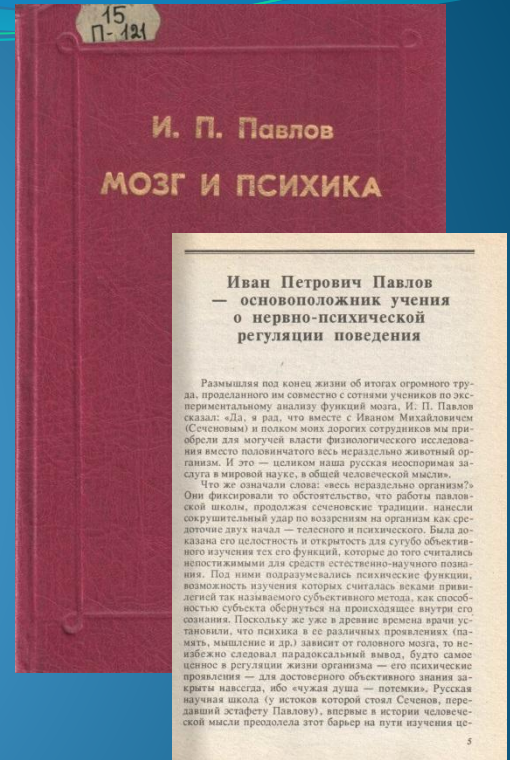 15
П-121
И. П. Павлов
МОЗГ И ПСИХИКА
Иван Петрович Павлов
— основоположник учения
о нервно-психической
регуляции поведения
Размышляя под конец жизни об итогах огромного тру-
да, проделанного им совместно с сотнями учеников по экс-
периментальному анализу функций мозга, И. П. Павлов
сказал: «Да, я рад, что вместе с Иваном Михайловичем
(Сеченовым) и полком моих дорогих сотрудников мы при-
обрели для могучей власти физиологического исследова-
ния вместо половинчатого весь нераздельно животный ор-
ганизм. И это — целиком наша русская неоспоримая за-
слуга в мировой науке, в общей человеческой мысли».
Что же означали слова: «весь нераздельно организм?»
Они фиксировали то обстоятельство, что работы павлов-
ской школы, продолжая сеченовские традиции, нанесли
сокрушительный удар по воззрениям на организм как сре-
доточие двух начал — телесного и психического. Была до-
казана его целостность и открытость для сугубо объектив-
ного изучения тех его функций, которые до того считались
непостижимыми для средств естественно-научного позна-
ния. Под ними подразумевались психические функции,
возможность изучения которых считалась веками приви-
легией так называемого субъективного метода, как способ-
ностью субъекта обернуться на происходящее внутри его
сознания. Поскольку же уже в древние времена врачи ус-
тановили, что психика в ее различных проявлениях (па-
мять, мышление и др.) зависит от головного мозга, то не-
избежно следовал парадоксальный вывод, будто самое
ценное в регуляции жизни организма — его психические
проявления — для достоверного объективного знания за-
крыты навсегда, ибо «чужая душа — потемки». Русская
научная школа (у истоков которой стоял Сеченов, пере-
давший эстафету Павлову), впервые в истории человече-
ской мысли преодолела этот барьер на пути изучения це-
5